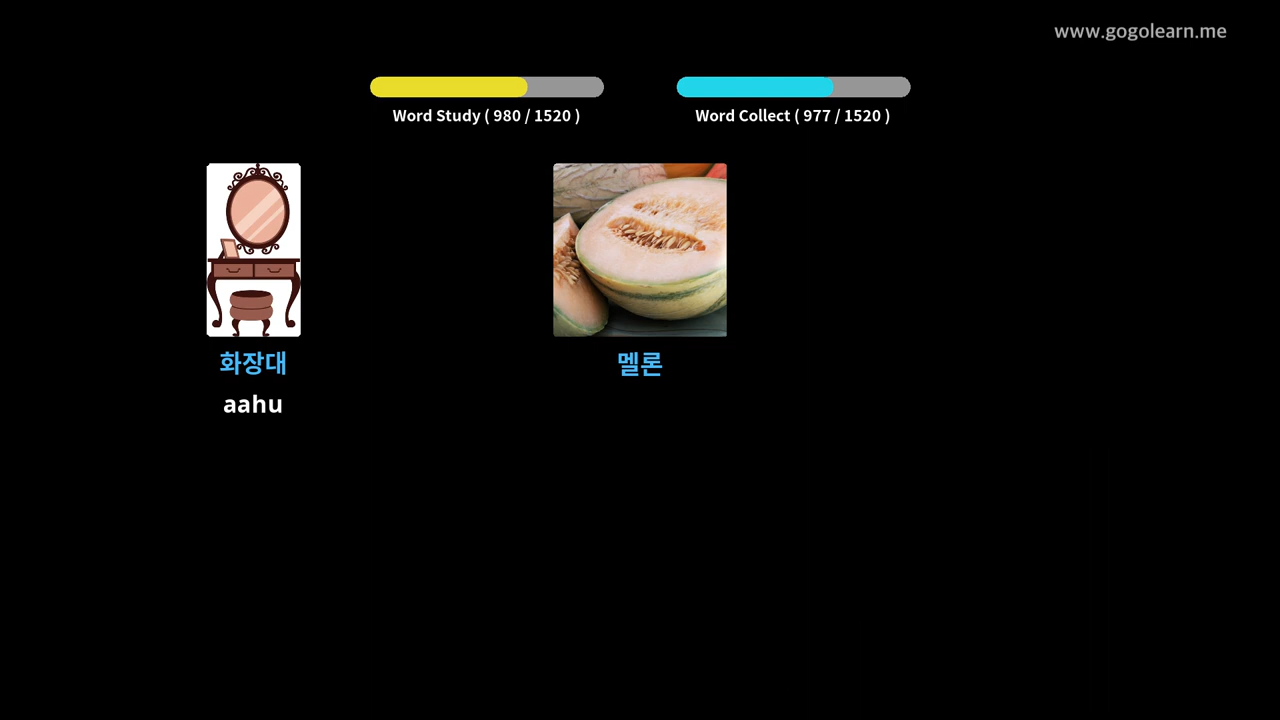 www.gogolearn.me
Word Study ( 980 / 1520 )
Word Collect ( 977 / 1520 )
화장대
멜론
aahu